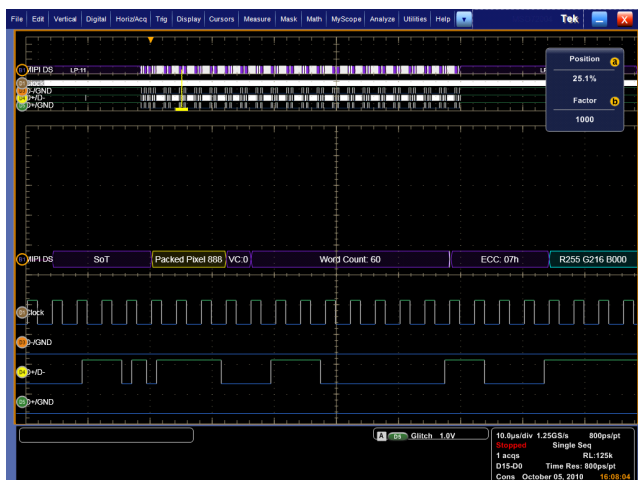 File Edit Vertical Digital Horiz/Acq Trig Display Cursors Measure Mask Math MyScope Analyze Utilities Help Tek
Position a
25.1%
Factor b
1000
MIPI DS LP:11
Clock
D-/GND
D+/D-
D+/GND
MIPI DS SoT Packed Pixel 888 VC:0 Word Count: 60 ECC: 07h R255 G216 B000
D1 Clock
D3 D-/GND
D4 D+/D-
D5 D+/GND
A D5 Glitch 1.0V
10.0µs/div 1.25GS/s 800ps/pt
Stopped Single Seq
1 acqs RL:125k
D15-D0 Time Res: 800ps/pt
Cons October 05, 2010 16:08:04